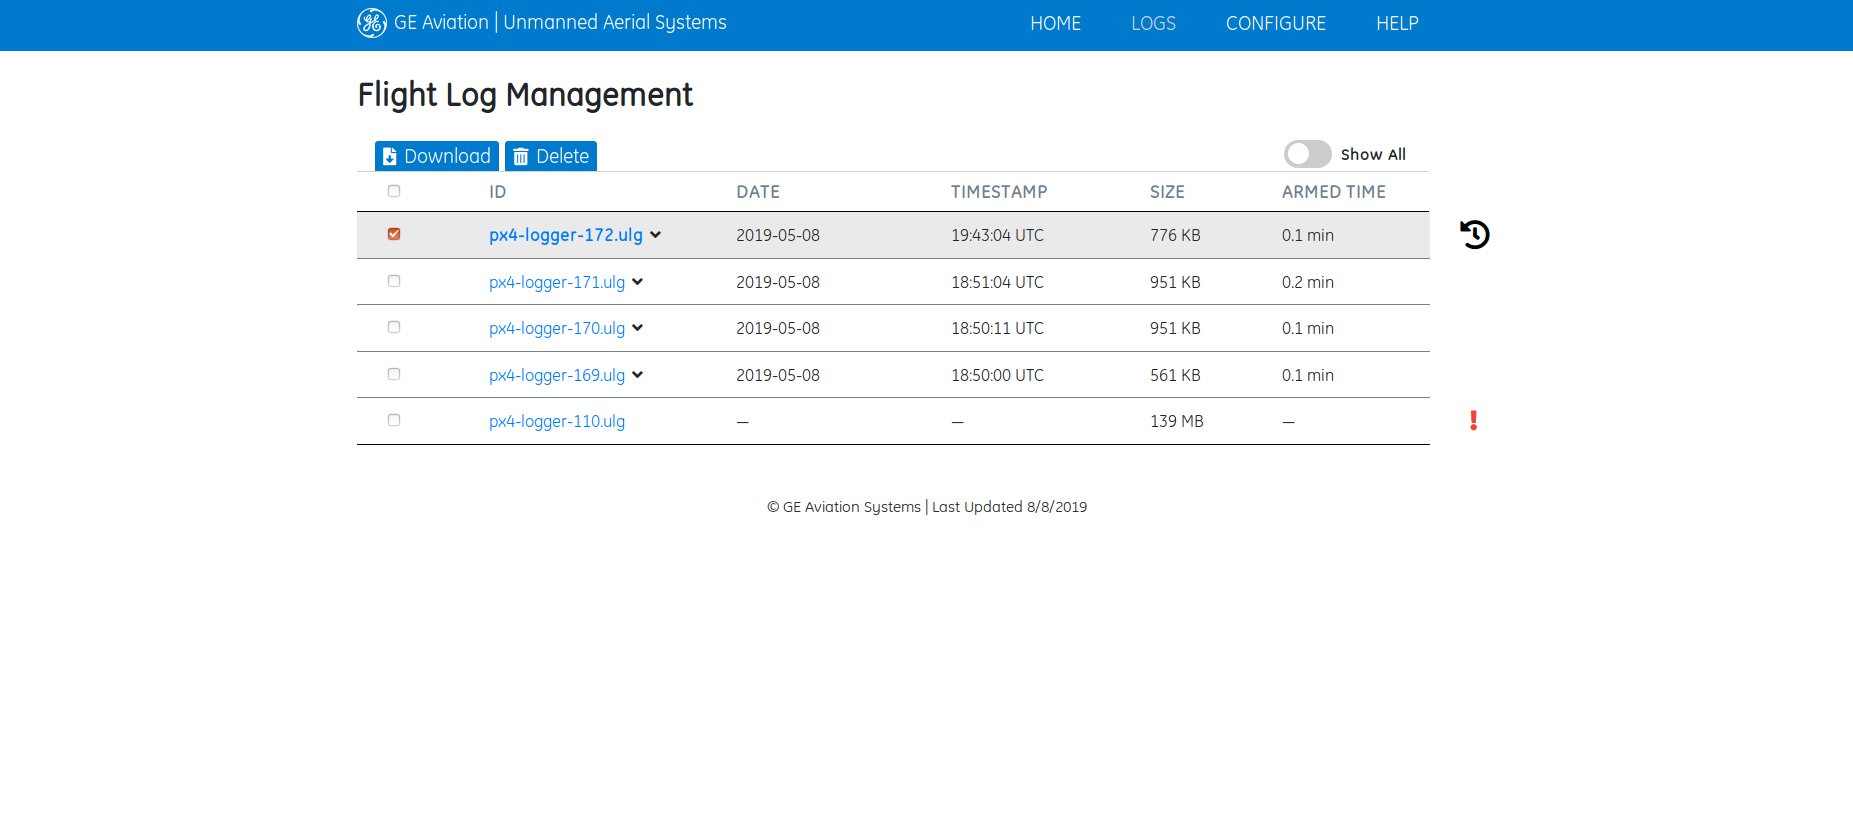 GE Aviation | Unmanned Aerial Systems HOME LOGS CONFIGURE HELP
Flight Log Management
Download Delete Show All
ID DATE TIMESTAMP SIZE ARMED TIME
px4-logger-172.ulg 2019-05-08 19:43:04 UTC 776 KB 0.1 min
px4-logger-171.ulg 2019-05-08 18:51:04 UTC 951 KB 0.2 min
px4-logger-170.ulg 2019-05-08 18:50:11 UTC 951 KB 0.1 min
px4-logger-169.ulg 2019-05-08 18:50:00 UTC 561 KB 0.1 min
px4-logger-110.ulg — — 139 MB — !
© GE Aviation Systems | Last Updated 8/8/2019